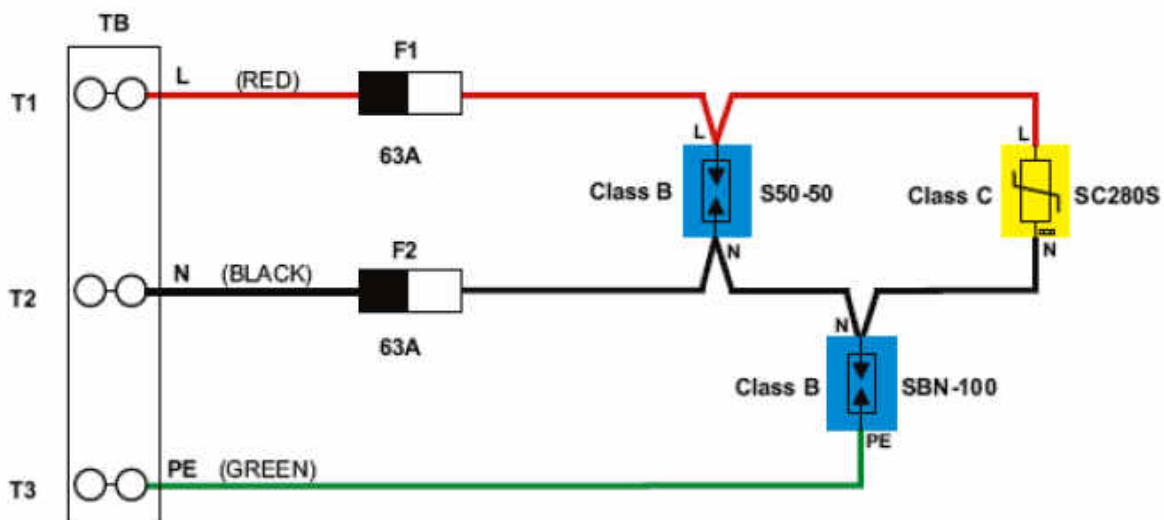 TB
F1
L (RED)
T1
63A
L
L
Class B S50-50
Class C SC280S
N
N
F2
N (BLACK)
T2
63A
N
Class B SBN-100
PE
PE (GREEN)
T3